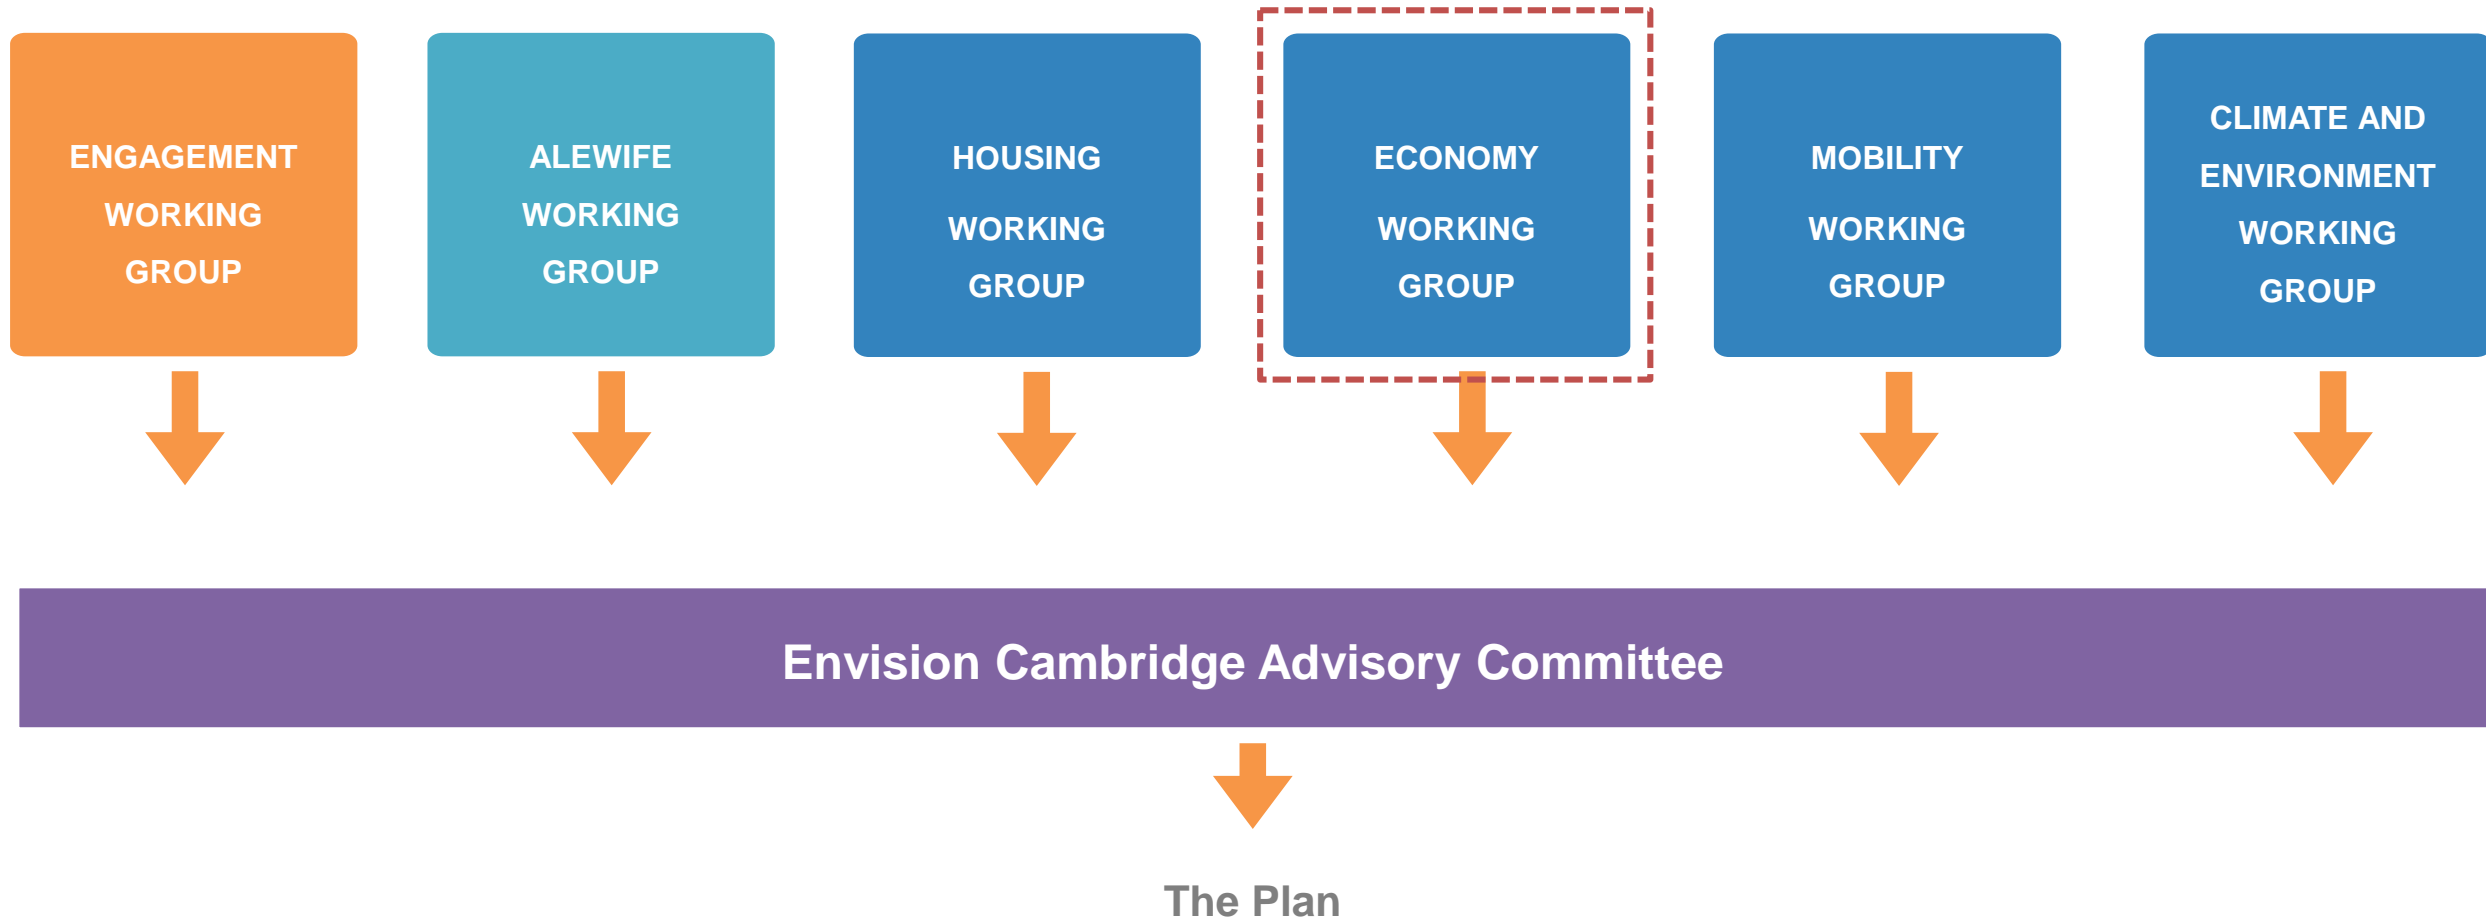 ENGAGEMENT
WORKING
GROUP
ALEWIFE
WORKING
GROUP
HOUSING
WORKING
GROUP
ECONOMY
WORKING
GROUP
MOBILITY
WORKING
GROUP
CLIMATE AND
ENVIRONMENT
WORKING
GROUP
Envision Cambridge Advisory Committee
The Plan